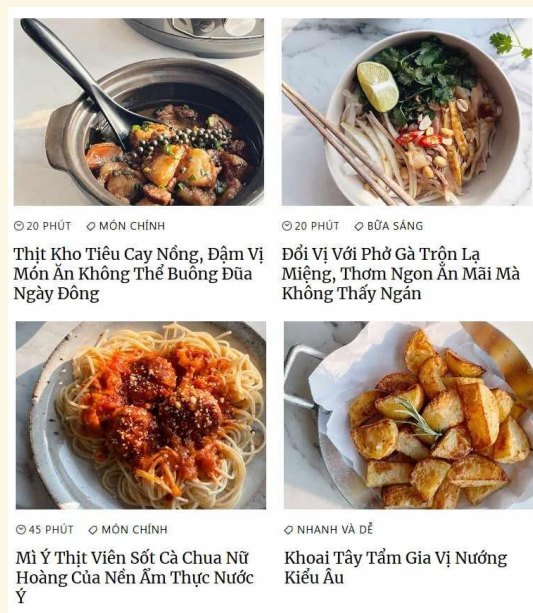 20 PHÚT MÓN CHÍNH
Thịt Kho Tiêu Cay Nồng, Đậm Vị
Món Ăn Không Thể Buông Đũa
Ngày Đông
20 PHÚT BỮA SÁNG
Đổi Vị Với Phở Gà Trộn Lạ
Miệng, Thơm Ngon Ăn Mãi Mà
Không Thấy Ngán
45 PHÚT MÓN CHÍNH
Mì Ý Thịt Viên Sốt Cà Chua Nữ
Hoàng Của Nền Ẩm Thực Nước
Ý
NHANH VÀ DỄ
Khoai Tây Tẩm Gia Vị Nướng
Kiểu Âu